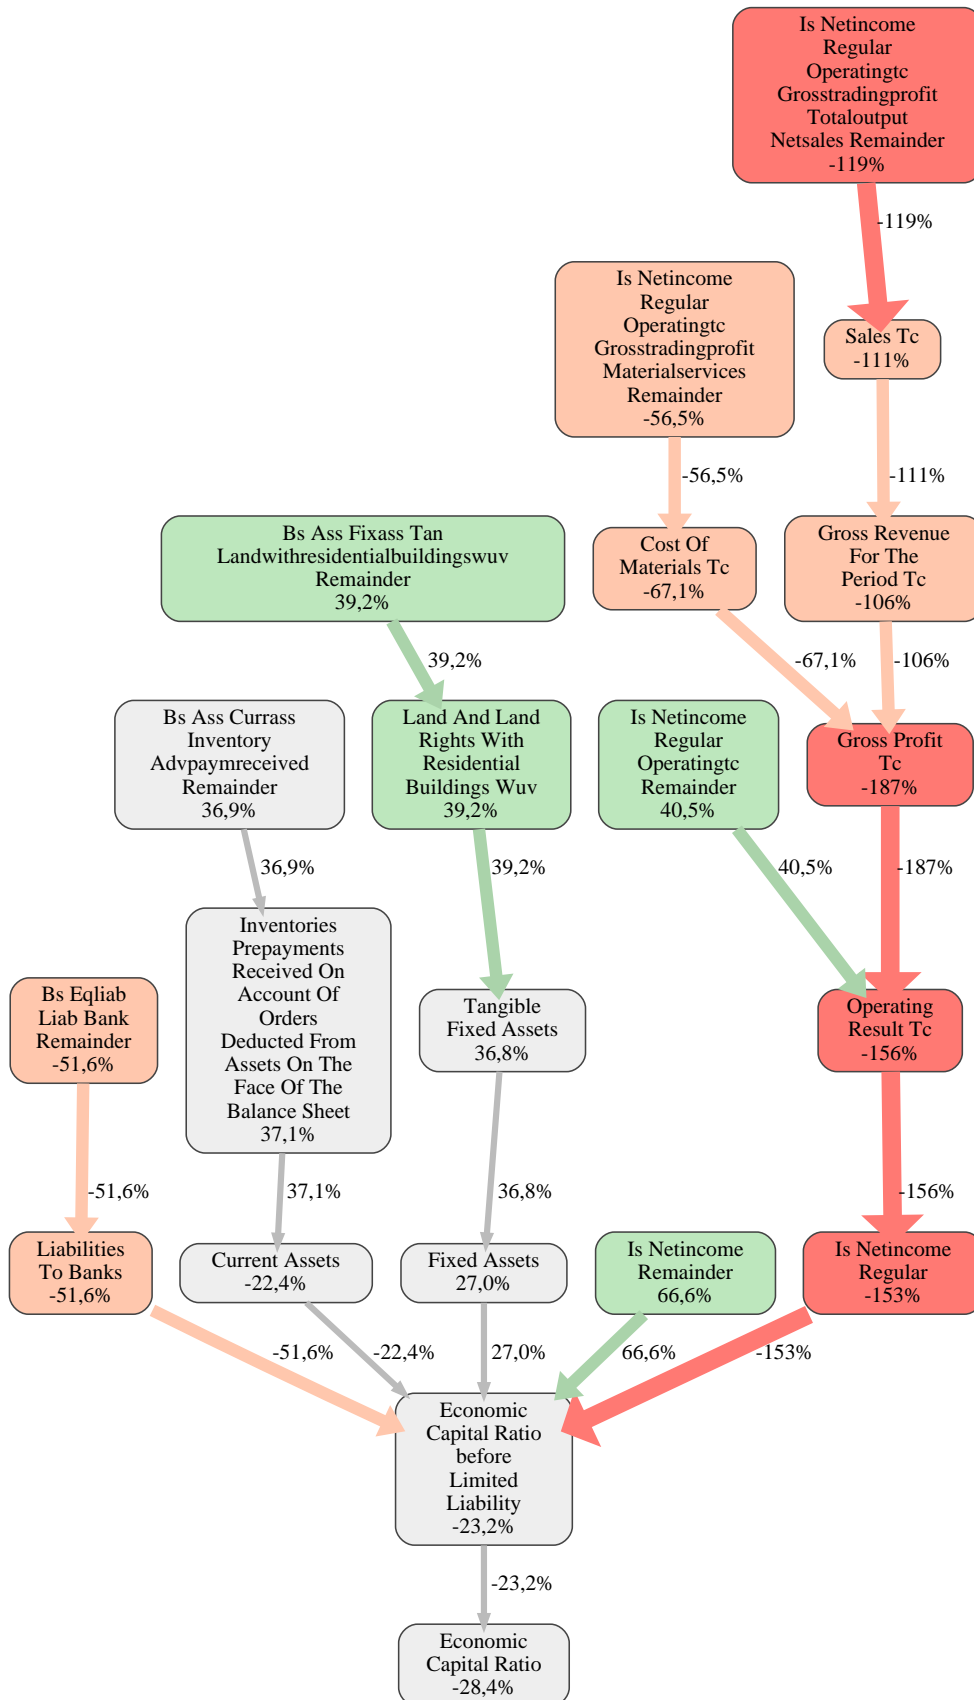 Is Netincome
Regular
Operatingtc
Grosstradingprofit
Totaloutput
Netsales Remainder
-119%
-119%
Is Netincome
Regular
Operatingtc
Grosstradingprofit
Materialservices
Remainder
-56,5%
Sales Tc
-111%
-56,5%
-111%
Bs Ass Fixass Tan
Landwithresidentialbuildingswuv
Remainder
39,2%
Cost Of
Materials Tc
-67,1%
Gross Revenue
For The
Period Tc
-106%
39,2%
-67,1%
-106%
Bs Ass Currass
Inventory
Advpaymreceived
Remainder
36,9%
Land And Land
Rights With
Residential
Buildings Wuv
39,2%
Is Netincome
Regular
Operatingtc
Remainder
40,5%
Gross Profit
Tc
-187%
36,9%
39,2%
40,5%
-187%
Bs Eqliab
Liab Bank
Remainder
-51,6%
Inventories
Prepayments
Received On
Account Of
Orders
Deducted From
Assets On The
Face Of The
Balance Sheet
37,1%
Tangible
Fixed Assets
36,8%
Operating
Result Tc
-156%
-51,6%
37,1%
36,8%
-156%
Liabilities
To Banks
-51,6%
Current Assets
-22,4%
Fixed Assets
27,0%
Is Netincome
Remainder
66,6%
Is Netincome
Regular
-153%
-51,6%
-22,4%
27,0%
66,6%
-153%
Economic
Capital Ratio
before
Limited
Liability
-23,2%
-23,2%
Economic
Capital Ratio
-28,4%